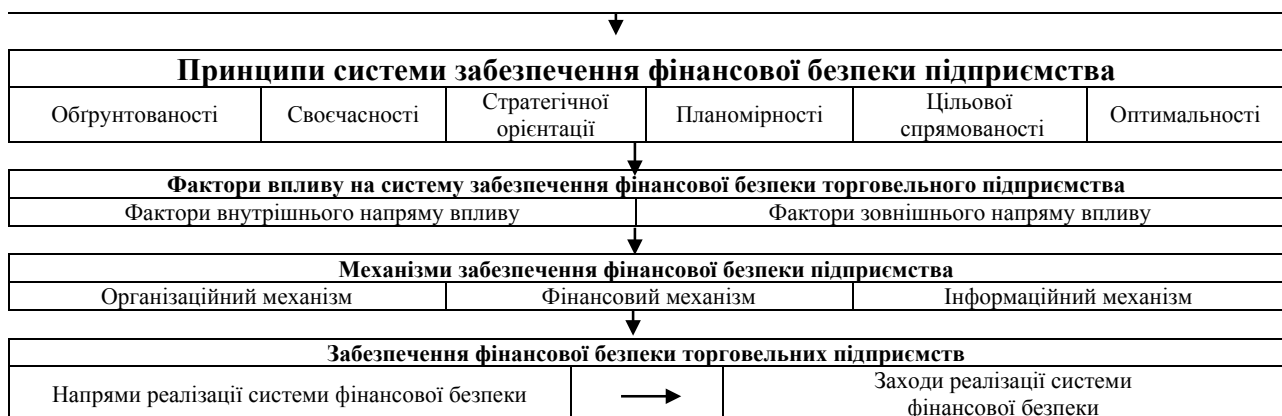 Принципи системи забезпечення фінансової безпеки підприємства
Обґрунтованості Своєчасності Стратегічної орієнтації Планомірності Цільової спрямованості Оптимальності
Фактори впливу на систему забезпечення фінансової безпеки торговельного підприємства
Фактори внутрішнього напряму впливу Фактори зовнішнього напряму впливу
Механізми забезпечення фінансової безпеки підприємства
Організаційний механізм Фінансовий механізм Інформаційний механізм
Забезпечення фінансової безпеки торговельних підприємств
Напрями реалізації системи фінансової безпеки Заходи реалізації системи фінансової безпеки